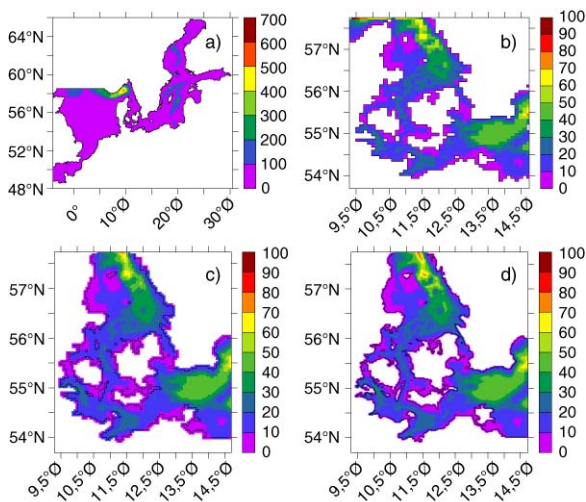 a)
64°N
60°N
56°N
52°N
48°N
0°
10°Ø
20°Ø
30°Ø
700
600
500
400
300
200
100
0
b)
57°N
56°N
55°N
54°N
9,5°Ø
10,5°Ø
11,5°Ø
12,5°Ø
13,5°Ø
14,5°Ø
100
90
80
70
60
50
40
30
20
10
0
c)
57°N
56°N
55°N
54°N
9,5°Ø
10,5°Ø
11,5°Ø
12,5°Ø
13,5°Ø
14,5°Ø
100
90
80
70
60
50
40
30
20
10
0
d)
57°N
56°N
55°N
54°N
9,5°Ø
10,5°Ø
11,5°Ø
12,5°Ø
13,5°Ø
14,5°Ø
100
90
80
70
60
50
40
30
20
10
0